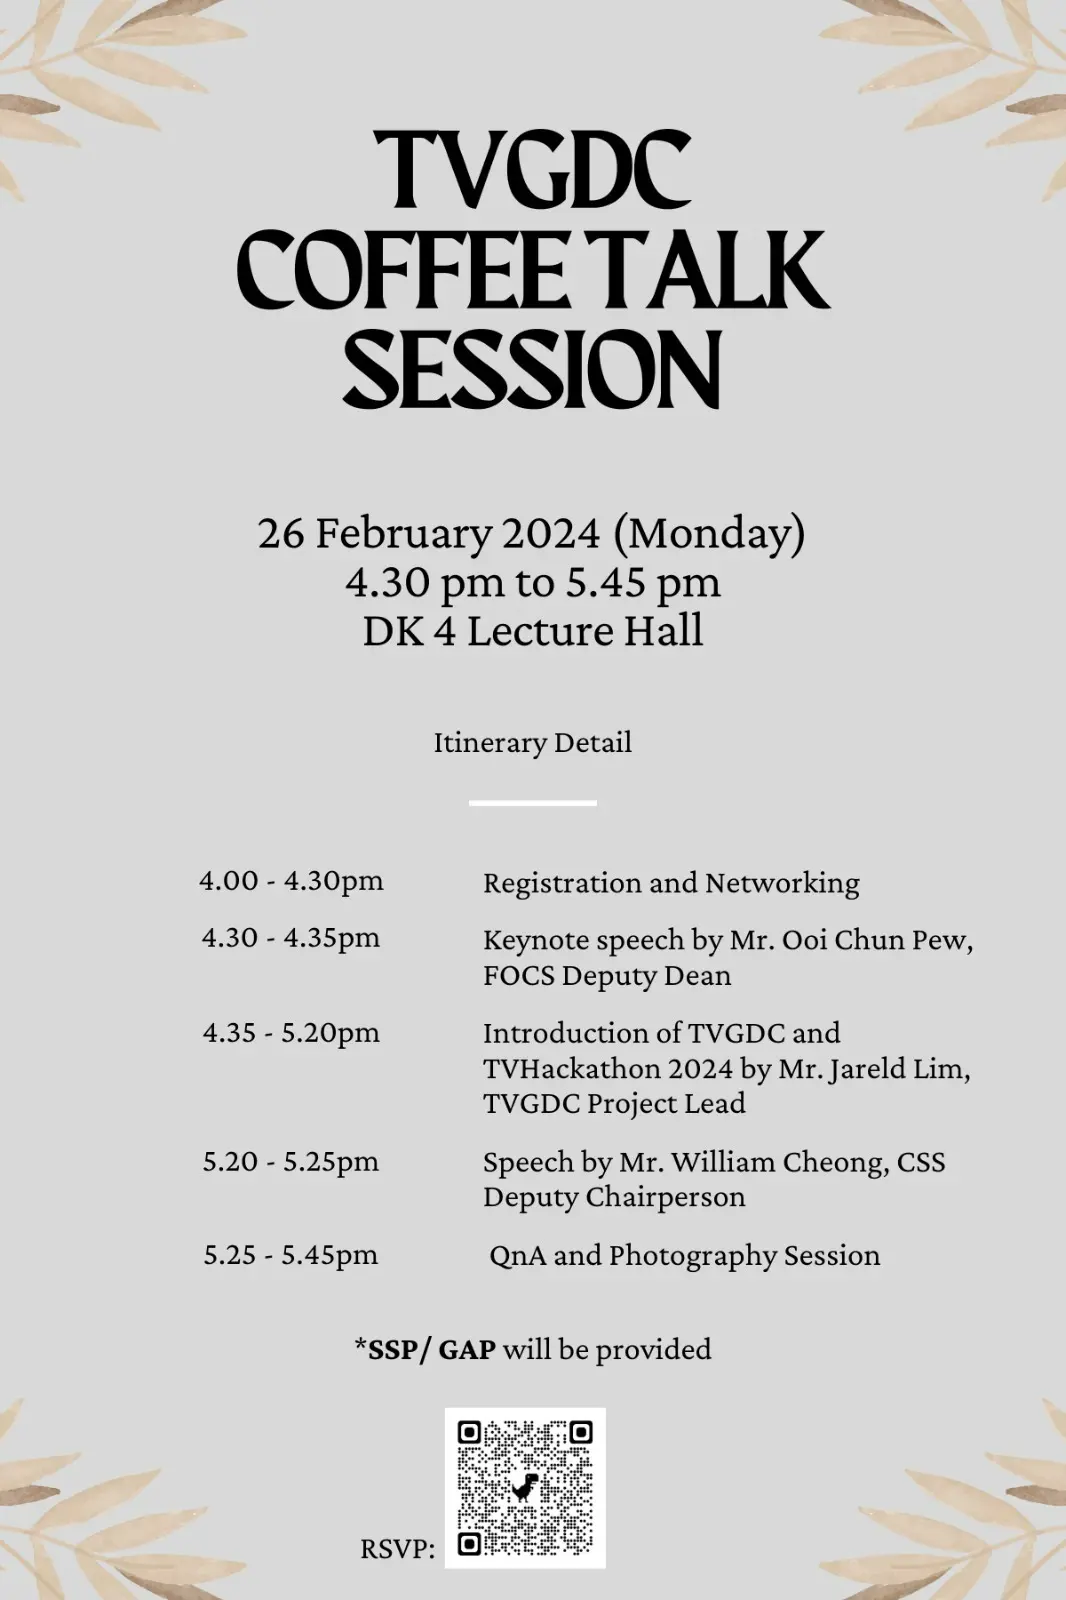 TVGDC
COFFEE TALK
SESSION
26 February 2024 (Monday)
4.30 pm to 5.45 pm
DK 4 Lecture Hall
Itinerary Detail
4.00 - 4.30pm Registration and Networking
4.30 - 4.35pm Keynote speech by Mr. Ooi Chun Pew,
FOCS Deputy Dean
4.35 - 5.20pm Introduction of TVGDC and
TVHackathon 2024 by Mr. Jareld Lim,
TVGDC Project Lead
5.20 - 5.25pm Speech by Mr. William Cheong, CSS
Deputy Chairperson
5.25 - 5.45pm QnA and Photography Session
*SSP/ GAP will be provided
RSVP: